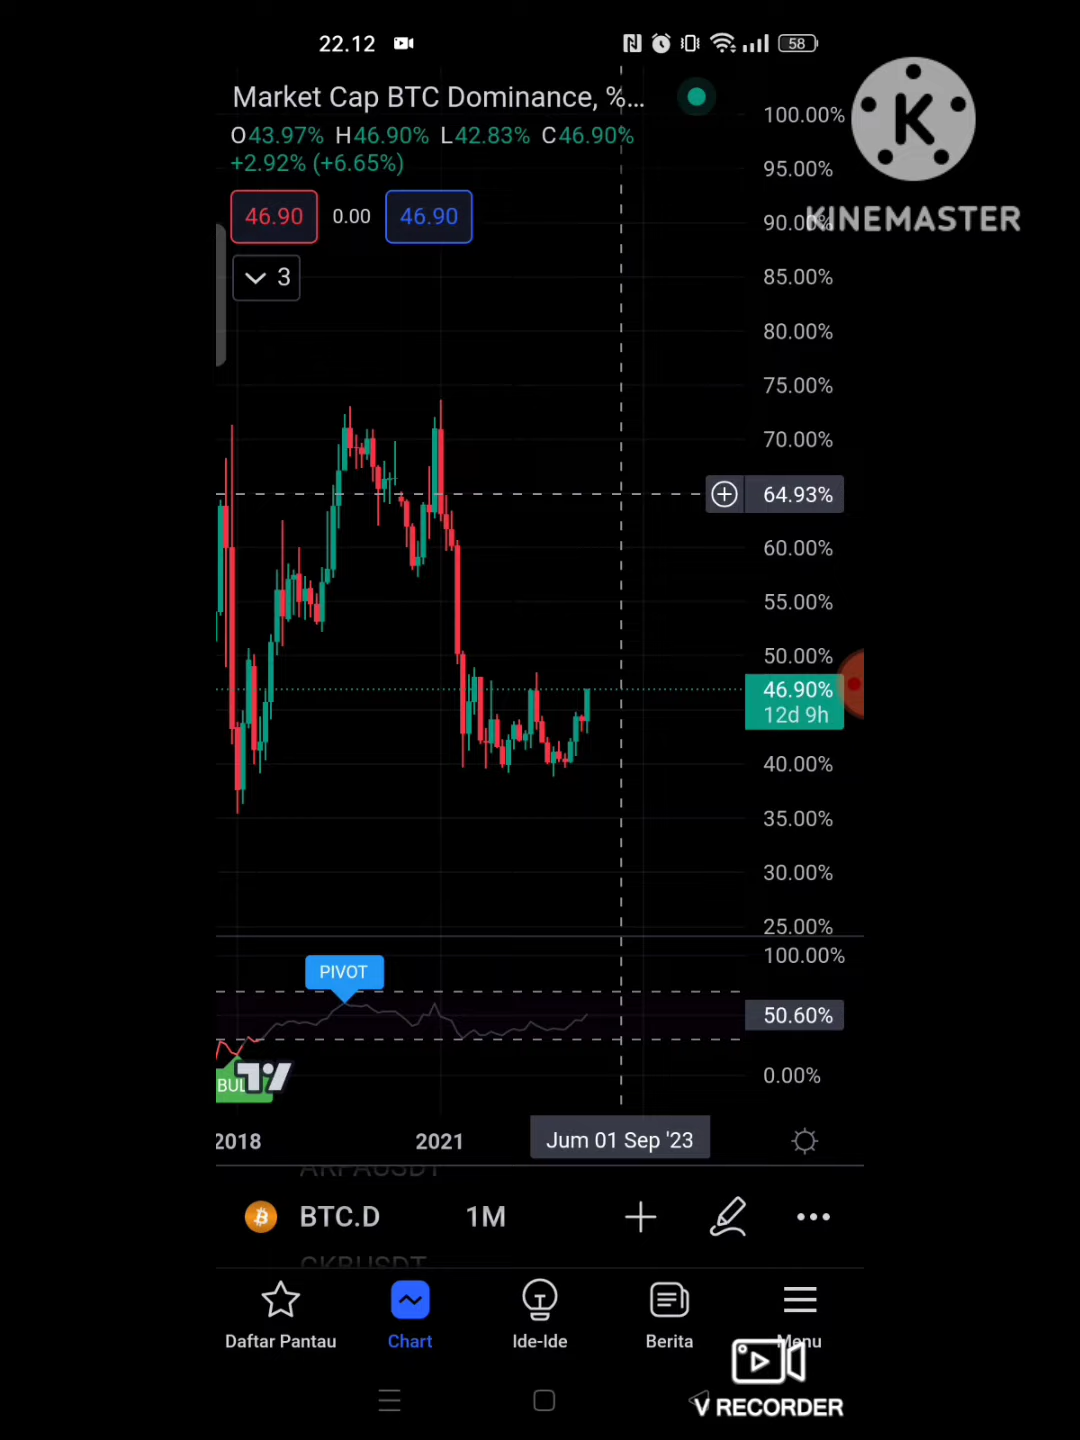 22.12
58
Market Cap BTC Dominance, %...
O43.97% H46.90% L42.83% C46.90%
+2.92% (+6.65%)
46.90 0.00 46.90
3
100.00%
95.00%
90.00%
85.00%
80.00%
75.00%
70.00%
64.93%
60.00%
55.00%
50.00%
46.90%
12d 9h
40.00%
35.00%
30.00%
25.00%
100.00%
50.60%
0.00%
PIVOT
BUL
2018 2021 Jum 01 Sep '23
ARPAUSDT
BTC.D 1M
CKBUSDT
Daftar Pantau Chart Ide-Ide Berita Menu
K
KINEMASTER
V RECORDER